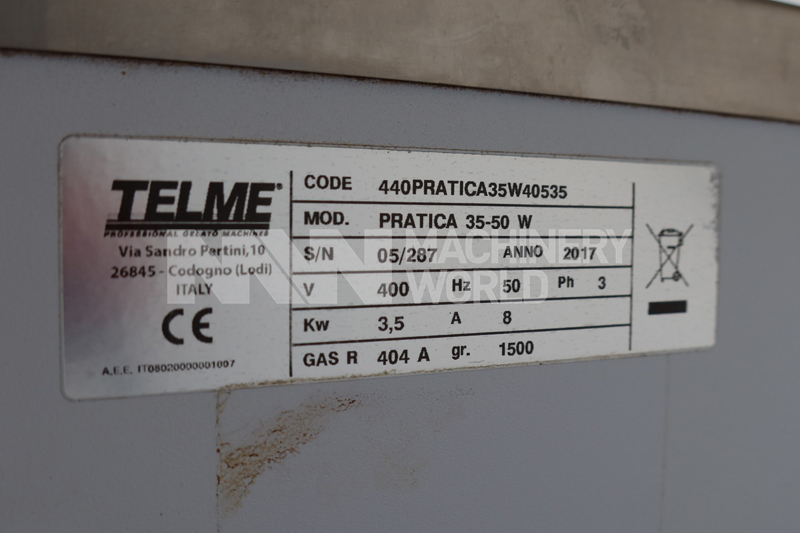 TELME
PROFESSIONAL GELATO MACHINES
Via Sandro Pertini,10
26845 - Codogno (Lodi)
ITALY
CE
A.E.E. IT08020000001007
CODE 440PRATICA35W40535
MOD. PRATICA 35-50 W
S/N 05/287 ANNO 2017
V 400 Hz 50 Ph 3
Kw 3,5 A 8
GAS R 404 A gr. 1500
MACHINERY
WORLD